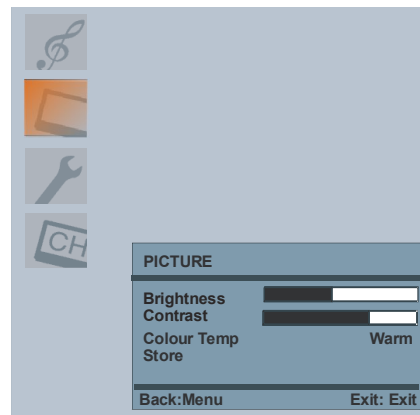 CH
PICTURE
Brightness
Contrast
Colour Temp Warm
Store
Back:Menu Exit: Exit